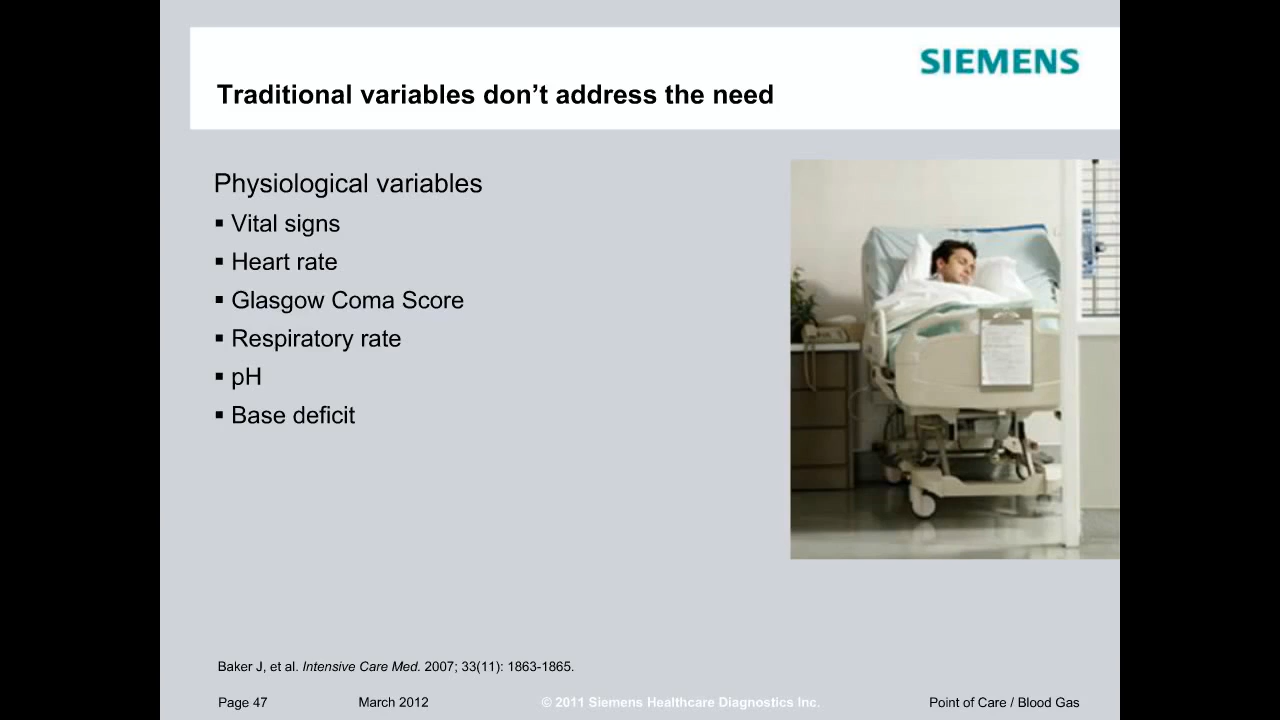 SIEMENS
Traditional variables don’t address the need
Physiological variables
▪ Vital signs
▪ Heart rate
▪ Glasgow Coma Score
▪ Respiratory rate
▪ pH
▪ Base deficit
Baker J, et al. Intensive Care Med. 2007; 33(11): 1863-1865.
Page 47 March 2012 © 2011 Siemens Healthcare Diagnostics Inc. Point of Care / Blood Gas